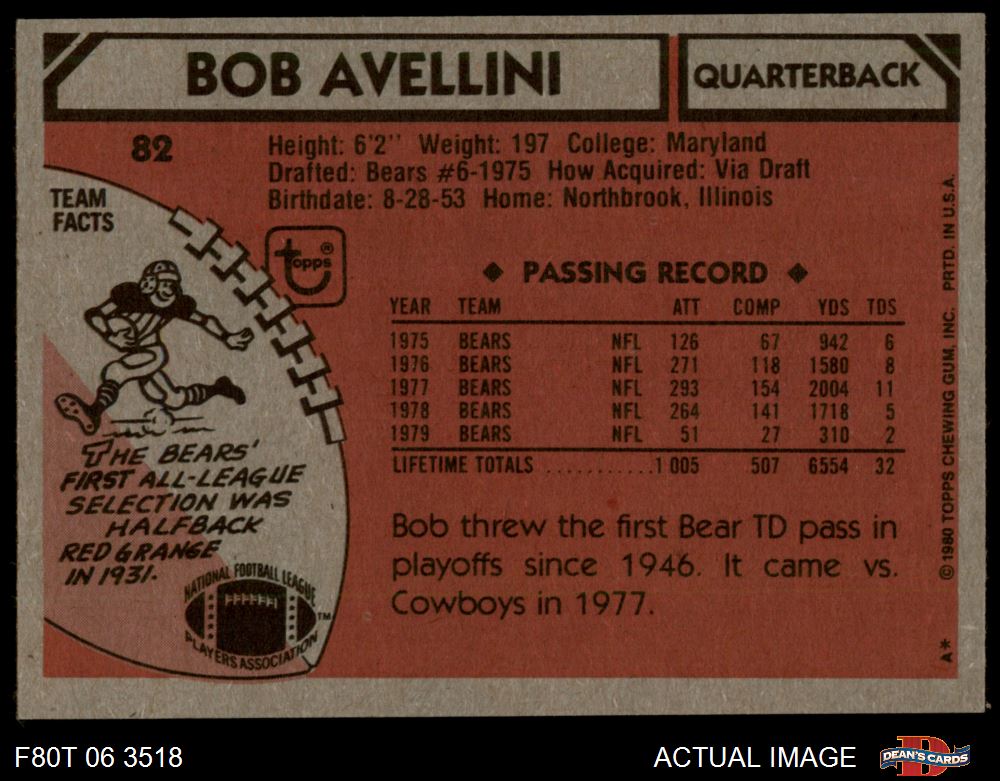 BOB AVELLINI QUARTERBACK
82
Height: 6'2'' Weight: 197 College: Maryland
Drafted: Bears #6-1975 How Acquired: Via Draft
Birthdate: 8-28-53 Home: Northbrook, Illinois
TEAM
FACTS
topps®
THE BEARS'
FIRST ALL-LEAGUE
SELECTION WAS
HALFBACK
RED GRANGE
IN 1931.
NATIONAL FOOTBALL LEAGUE
PLAYERS ASSOCIATION ™
◆ PASSING RECORD ◆
YEAR TEAM ATT COMP YDS TDS
1975 BEARS NFL 126 67 942 6
1976 BEARS NFL 271 118 1580 8
1977 BEARS NFL 293 154 2004 11
1978 BEARS NFL 264 141 1718 5
1979 BEARS NFL 51 27 310 2
LIFETIME TOTALS ............1 005 507 6554 32
Bob threw the first Bear TD pass in
playoffs since 1946. It came vs.
Cowboys in 1977.
A* © 1980 TOPPS CHEWING GUM, INC. PRTD. IN U.S.A.
F80T 06 3518 ACTUAL IMAGE DEAN'S CARDS